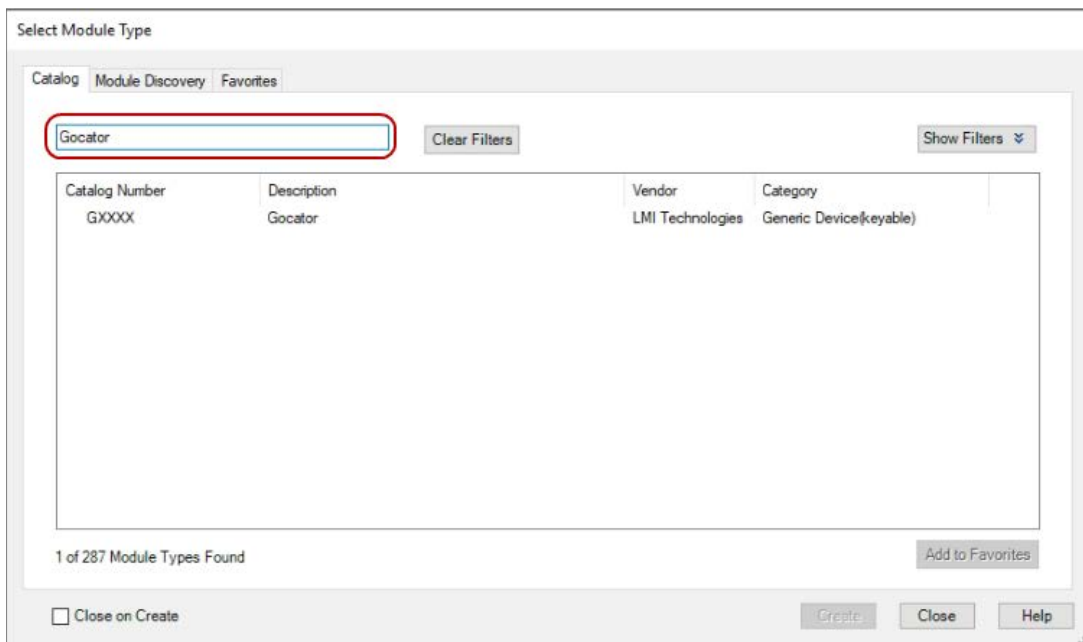 Select Module Type
Catalog Module Discovery Favorites
Gocator Clear Filters Show Filters
Catalog Number Description Vendor Category
GXXXX Gocator LMI Technologies Generic Device(keyable)
1 of 287 Module Types Found Add to Favorites
Close on Create Create Close Help